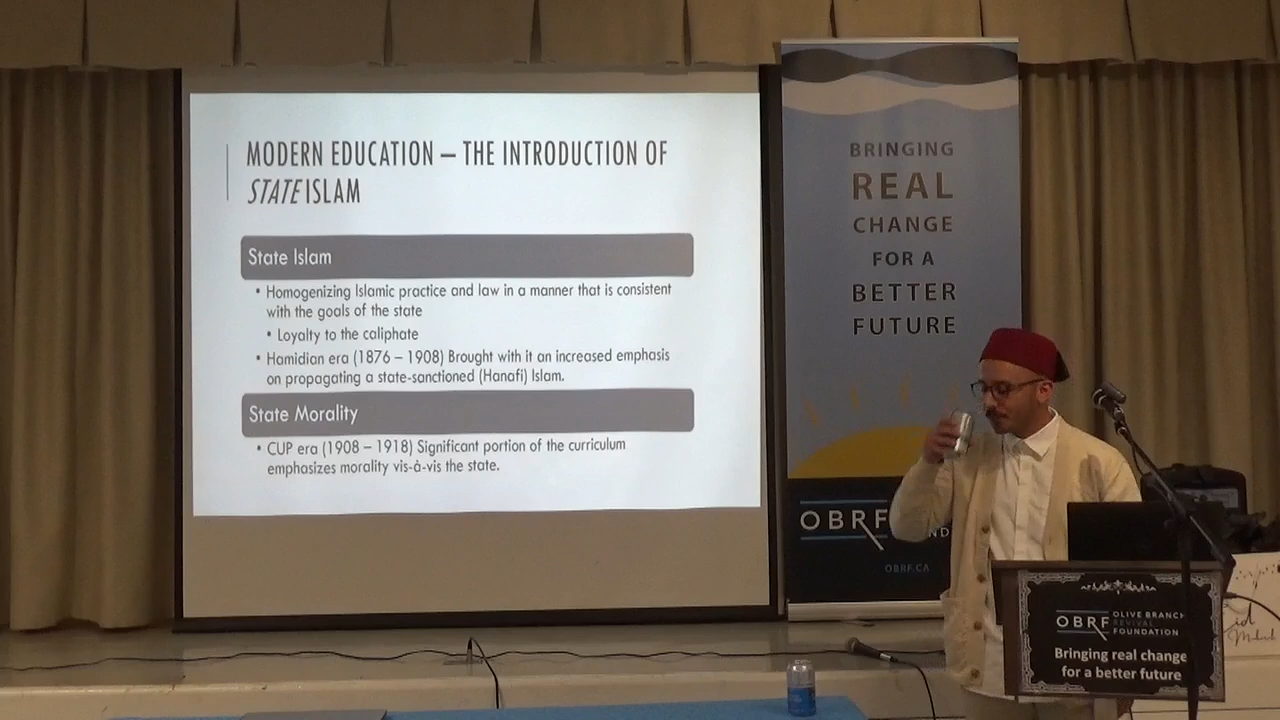 MODERN EDUCATION – THE INTRODUCTION OF
STATE ISLAM
State Islam
• Homogenizing Islamic practice and law in a manner that is consistent
with the goals of the state
• Loyalty to the caliphate
• Hamidian era (1876 – 1908) Brought with it an increased emphasis
on propagating a state-sanctioned (Hanafi) Islam.
State Morality
• CUP era (1908 – 1918) Significant portion of the curriculum
emphasizes morality vis-à-vis the state.
BRINGING
REAL
CHANGE
FOR A
BETTER
FUTURE
OBRF
OBRF.CA
OBRF
OLIVE BRANCH
REVIVAL
FOUNDATION
Bringing real change
for a better future